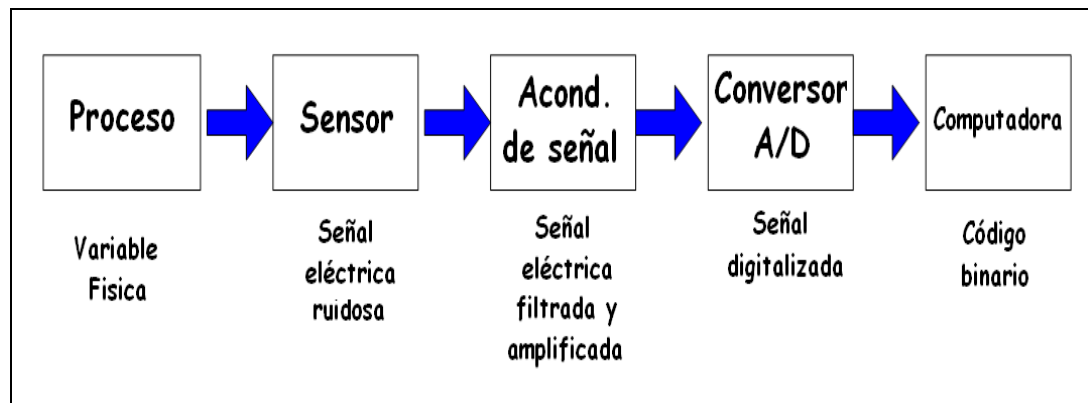 Proceso
Sensor
Acond.
de señal
Conversor
A/D
Computadora
Variable
Fisica
Señal
eléctrica
ruidosa
Señal
eléctrica
filtrada y
amplificada
Señal
digitalizada
Código
binario